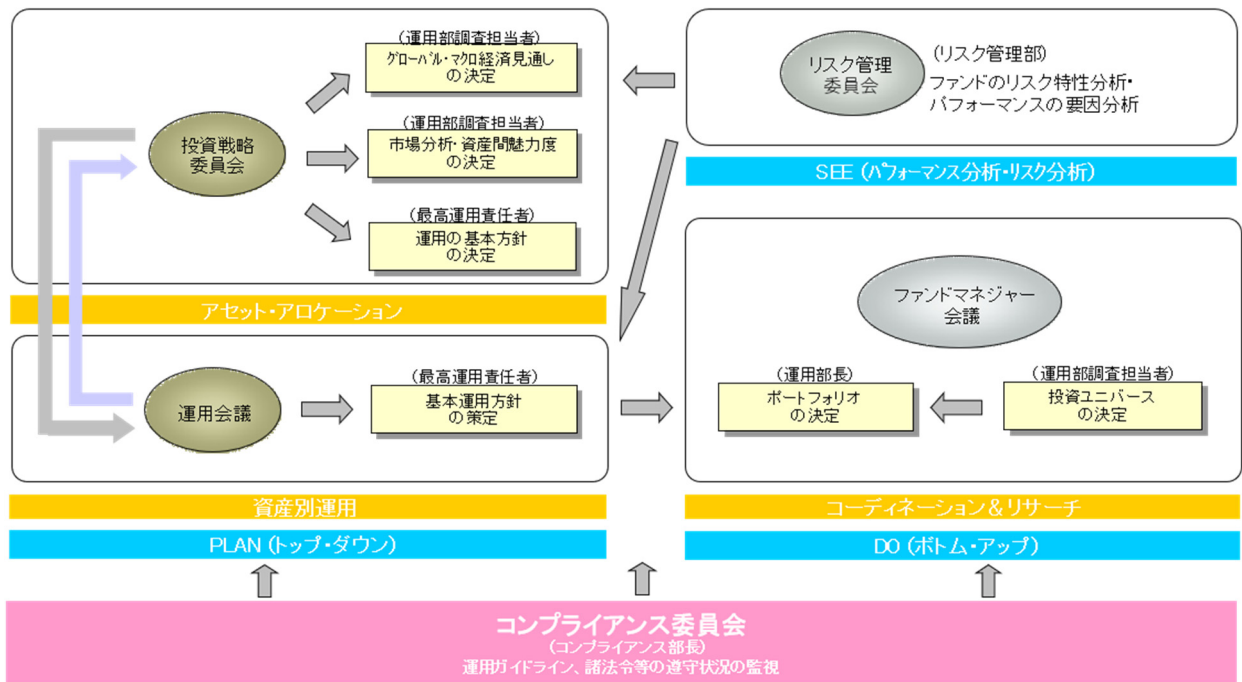 (運用部調査担当者)
グローバル・マクロ経済見通し
の決定
投資戦略
委員会
(運用部調査担当者)
市場分析・資産間魅力度
の決定
(最高運用責任者)
運用の基本方針
の決定
アセット・アロケーション
運用会議
(最高運用責任者)
基本運用方針
の策定
資産別運用
PLAN (トップ・ダウン)
リスク管理
委員会
(リスク管理部)
ファンドのリスク特性分析・
パフォーマンスの要因分析
SEE (パフォーマンス分析・リスク分析)
ファンドマネジャー
会議
(運用部長)
ポートフォリオ
の決定
(運用部調査担当者)
投資ユニバース
の決定
コーディネーション&リサーチ
DO (ボトム・アップ)
コンプライアンス委員会
(コンプライアンス部長)
運用ガイドライン、諸法令等の遵守状況の監視